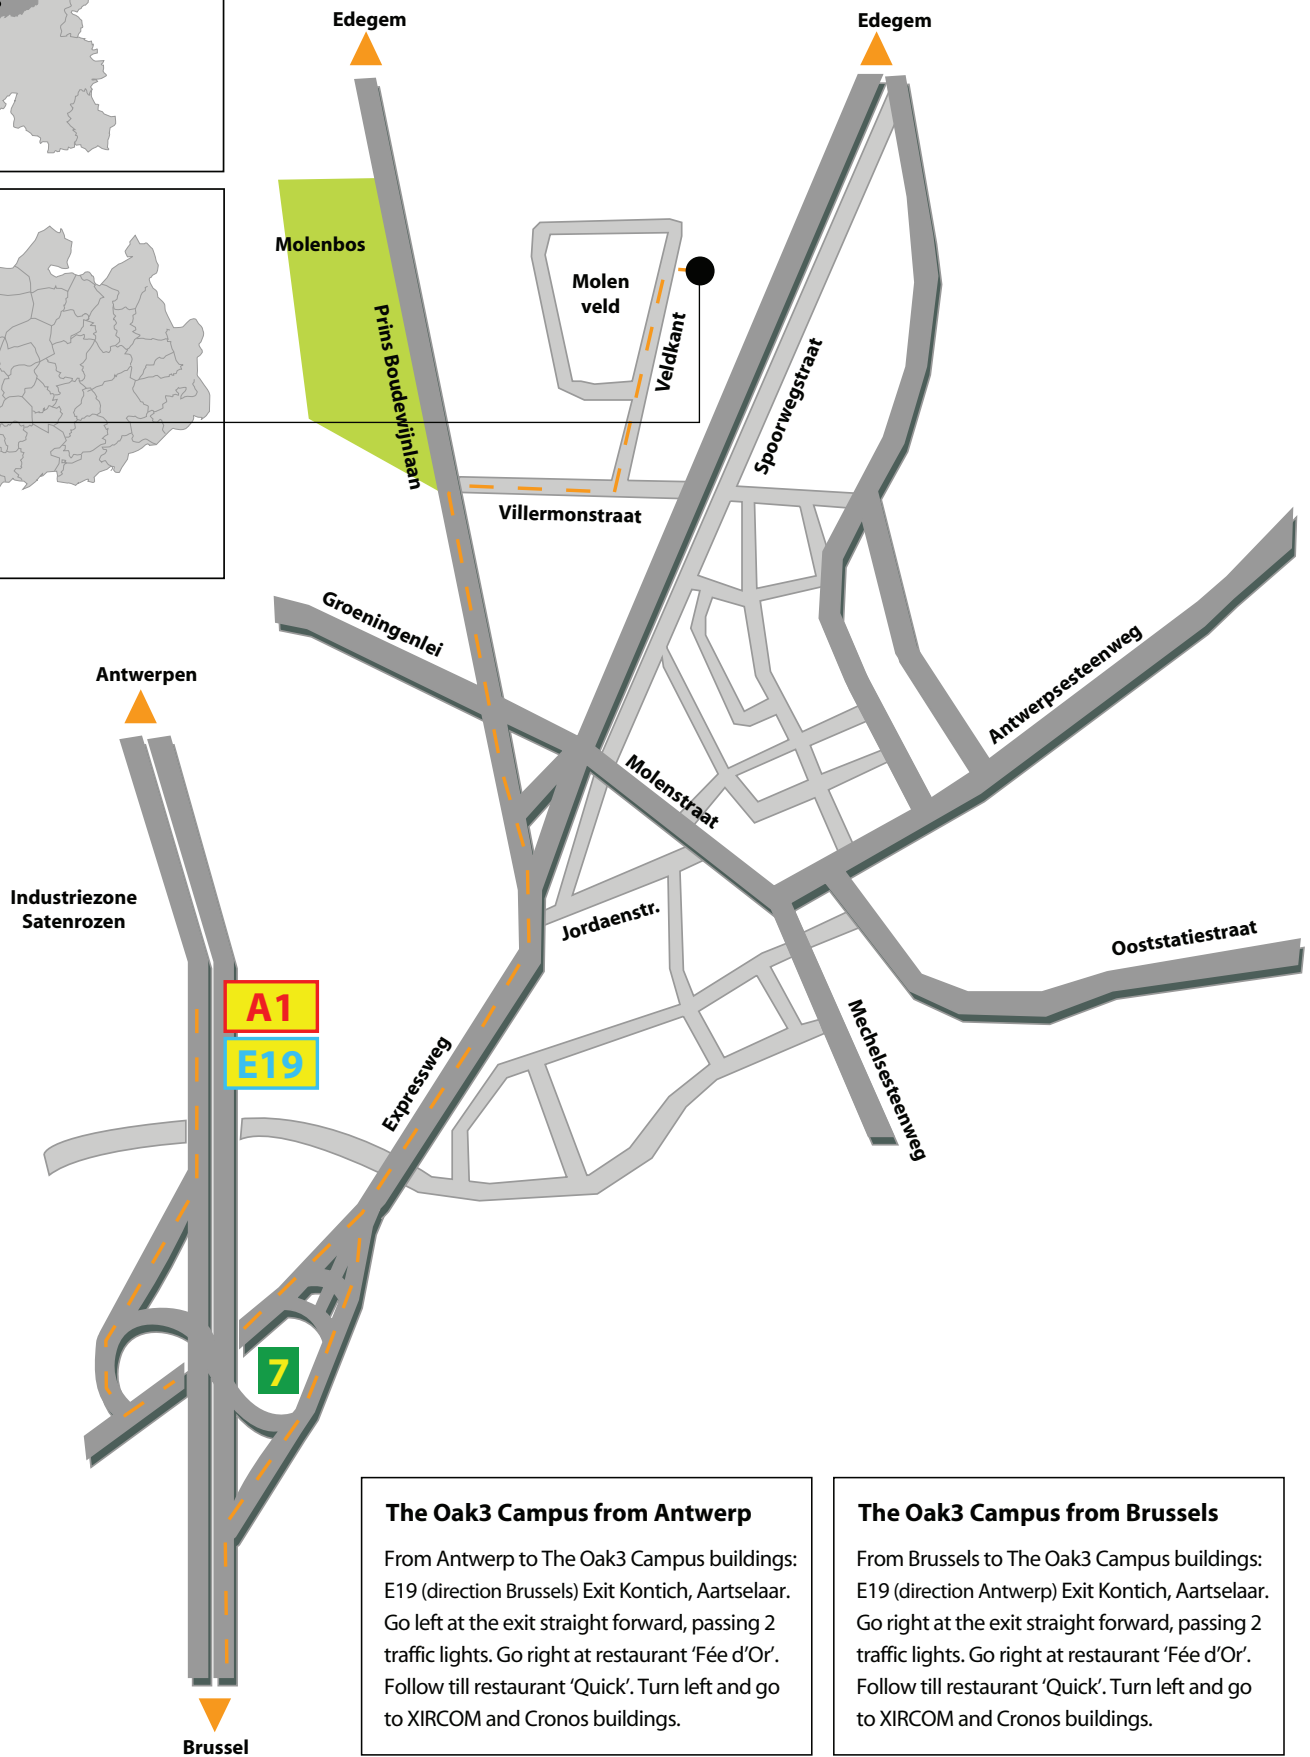 Edegem
Edegem
Molenbos
Molen
veld
Prins Boudewijnlaan
Veldkant
Spoorwegstraat
Villermonstraat
Groeningenlei
Antwerpen
Antwerpsesteenweg
Molenstraat
Industriezone
Satenrozen
Jordaenstr.
Ooststatiestraat
A1
E19
Mechelsesteenweg
Expressweg
7
Brussel
The Oak3 Campus from Antwerp
From Antwerp to The Oak3 Campus buildings:
E19 (direction Brussels) Exit Kontich, Aartselaar.
Go left at the exit straight forward, passing 2
traffic lights. Go right at restaurant ‘Fée d’Or’.
Follow till restaurant ‘Quick’. Turn left and go
to XIRCOM and Cronos buildings.
The Oak3 Campus from Brussels
From Brussels to The Oak3 Campus buildings:
E19 (direction Antwerp) Exit Kontich, Aartselaar.
Go right at the exit straight forward, passing 2
traffic lights. Go right at restaurant ‘Fée d’Or’.
Follow till restaurant ‘Quick’. Turn left and go
to XIRCOM and Cronos buildings.